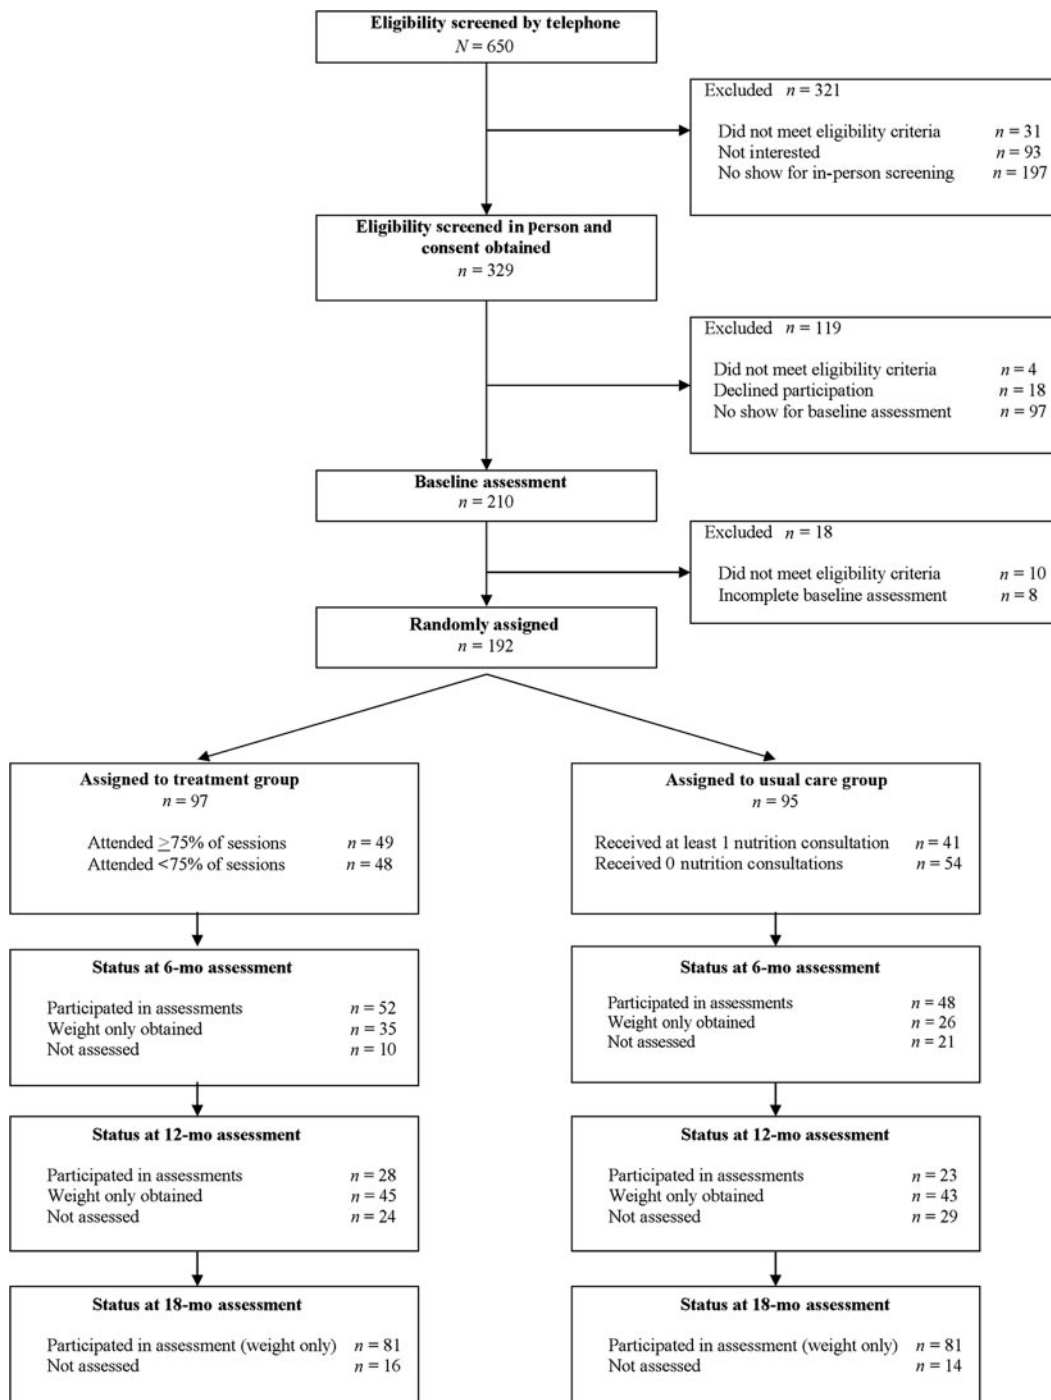 Eligibility screened by telephone
N = 650
Excluded n = 321
Did not meet eligibility criteria n = 31
Not interested n = 93
No show for in-person screening n = 197
Eligibility screened in person and
consent obtained
n = 329
Excluded n = 119
Did not meet eligibility criteria n = 4
Declined participation n = 18
No show for baseline assessment n = 97
Baseline assessment
n = 210
Excluded n = 18
Did not meet eligibility criteria n = 10
Incomplete baseline assessment n = 8
Randomly assigned
n = 192
Assigned to treatment group
n = 97
Attended ≥75% of sessions n = 49
Attended <75% of sessions n = 48
Assigned to usual care group
n = 95
Received at least 1 nutrition consultation n = 41
Received 0 nutrition consultations n = 54
Status at 6-mo assessment
Participated in assessments n = 52
Weight only obtained n = 35
Not assessed n = 10
Status at 6-mo assessment
Participated in assessments n = 48
Weight only obtained n = 26
Not assessed n = 21
Status at 12-mo assessment
Participated in assessments n = 28
Weight only obtained n = 45
Not assessed n = 24
Status at 12-mo assessment
Participated in assessments n = 23
Weight only obtained n = 43
Not assessed n = 29
Status at 18-mo assessment
Participated in assessment (weight only) n = 81
Not assessed n = 16
Status at 18-mo assessment
Participated in assessment (weight only) n = 81
Not assessed n = 14